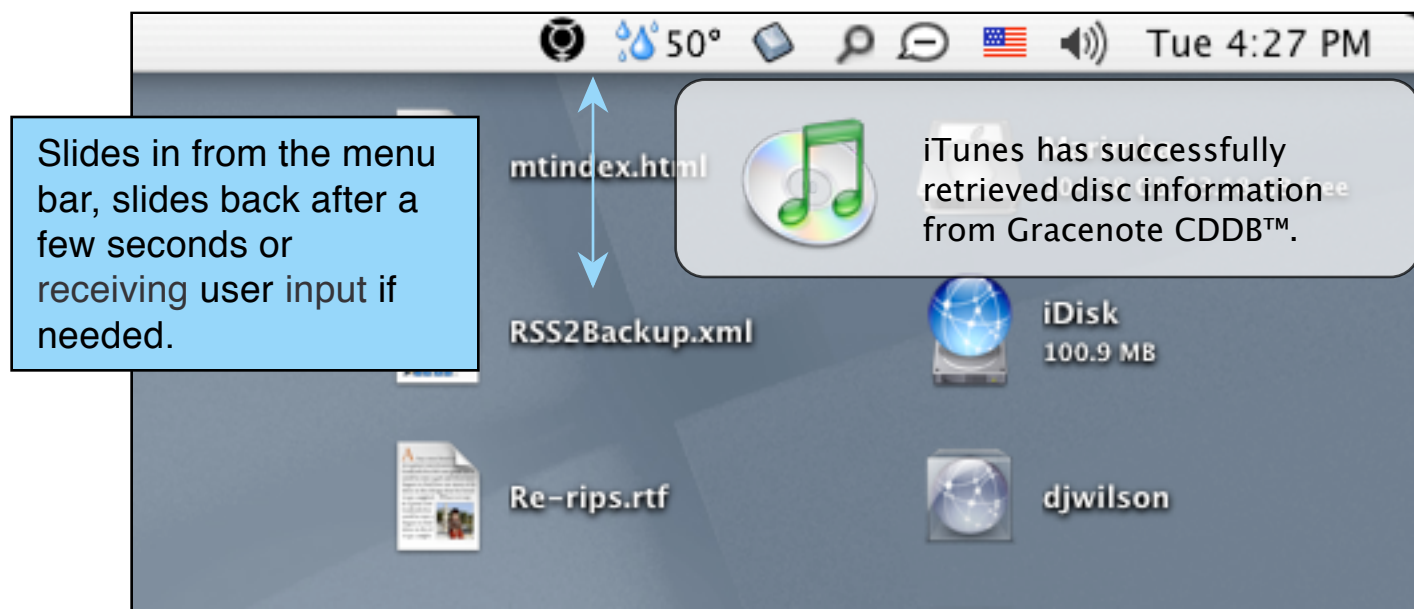 50° Tue 4:27 PM
Slides in from the menu
bar, slides back after a
few seconds or
receiving user input if
needed.
mtindex.html
iTunes has successfully
retrieved disc information
from Gracenote CDDB™.
RSS2Backup.xml
iDisk
100.9 MB
Re-rips.rtf
djwilson